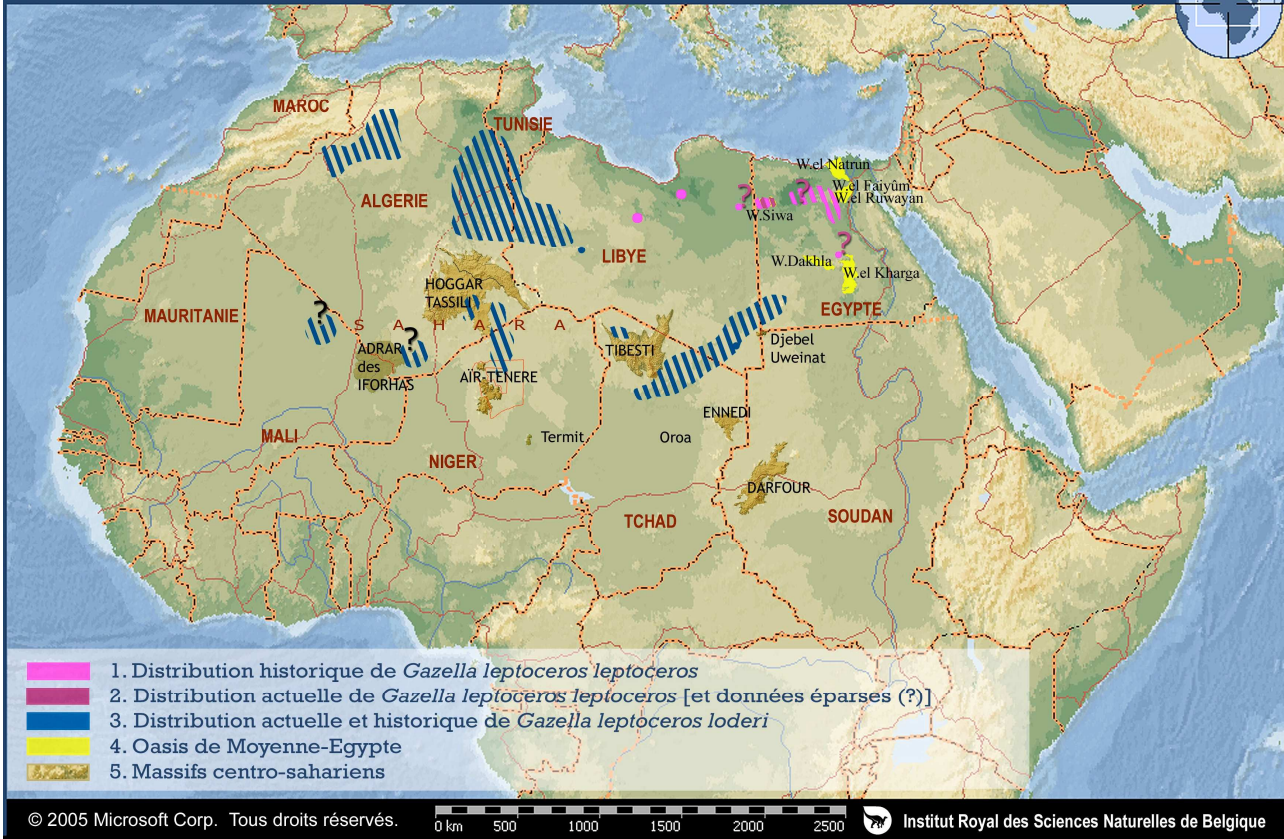 MAROC
TUNISIE
ALGERIE
W.el Natrun
W.el Faiyûm
W.el Ruwayan
?
?
W.Siwa
?
LIBYE
W.Dakhla
W.el Kharga
HOGGAR
TASSILI
MAURITANIE
?
EGYPTE
S A H A R A
?
ADRAR
des
IFORHAS
TIBESTI
Djebel
Uweinat
AÏR-TENERE
ENNEDI
MALI
Termit
Oroa
NIGER
DARFOUR
TCHAD
SOUDAN
1. Distribution historique de Gazella leptoceros leptoceros
2. Distribution actuelle de Gazella leptoceros leptoceros [et données éparses (?)]
3. Distribution actuelle et historique de Gazella leptoceros loderi
4. Oasis de Moyenne-Egypte
5. Massifs centro-sahariens
© 2005 Microsoft Corp. Tous droits réservés.
0 km 500 1000 1500 2000 2500
Institut Royal des Sciences Naturelles de Belgique